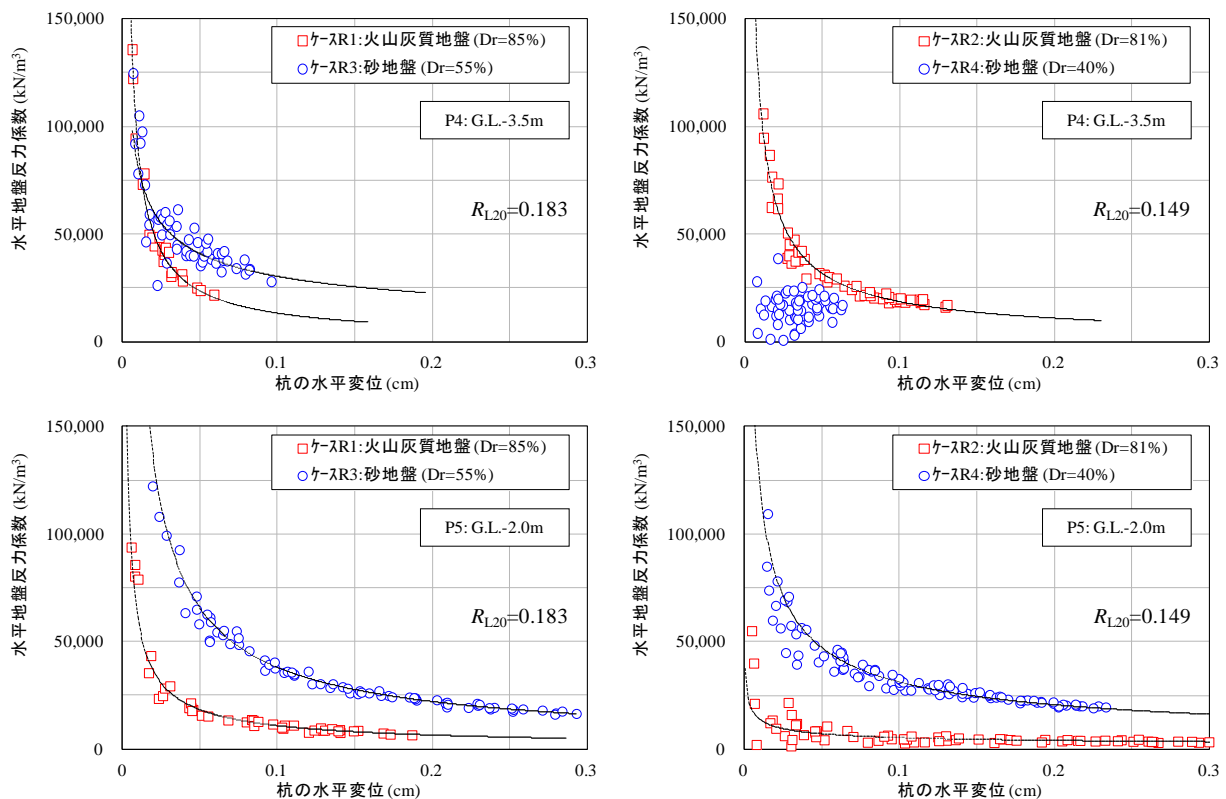 150,000
100,000
50,000
0
水平地盤反力係数 (kN/m³)
ケースR1:火山灰質地盤 (Dr=85%)
ケースR3:砂地盤 (Dr=55%)
P4: G.L.-3.5m
R_L20=0.183
0 0.1 0.2 0.3
杭の水平変位 (cm)
150,000
100,000
50,000
0
水平地盤反力係数 (kN/m³)
ケースR2:火山灰質地盤 (Dr=81%)
ケースR4:砂地盤 (Dr=40%)
P4: G.L.-3.5m
R_L20=0.149
0 0.1 0.2 0.3
杭の水平変位 (cm)
150,000
100,000
50,000
0
水平地盤反力係数 (kN/m³)
ケースR1:火山灰質地盤 (Dr=85%)
ケースR3:砂地盤 (Dr=55%)
P5: G.L.-2.0m
R_L20=0.183
0 0.1 0.2 0.3
杭の水平変位 (cm)
150,000
100,000
50,000
0
水平地盤反力係数 (kN/m³)
ケースR2:火山灰質地盤 (Dr=81%)
ケースR4:砂地盤 (Dr=40%)
P5: G.L.-2.0m
R_L20=0.149
0 0.1 0.2 0.3
杭の水平変位 (cm)